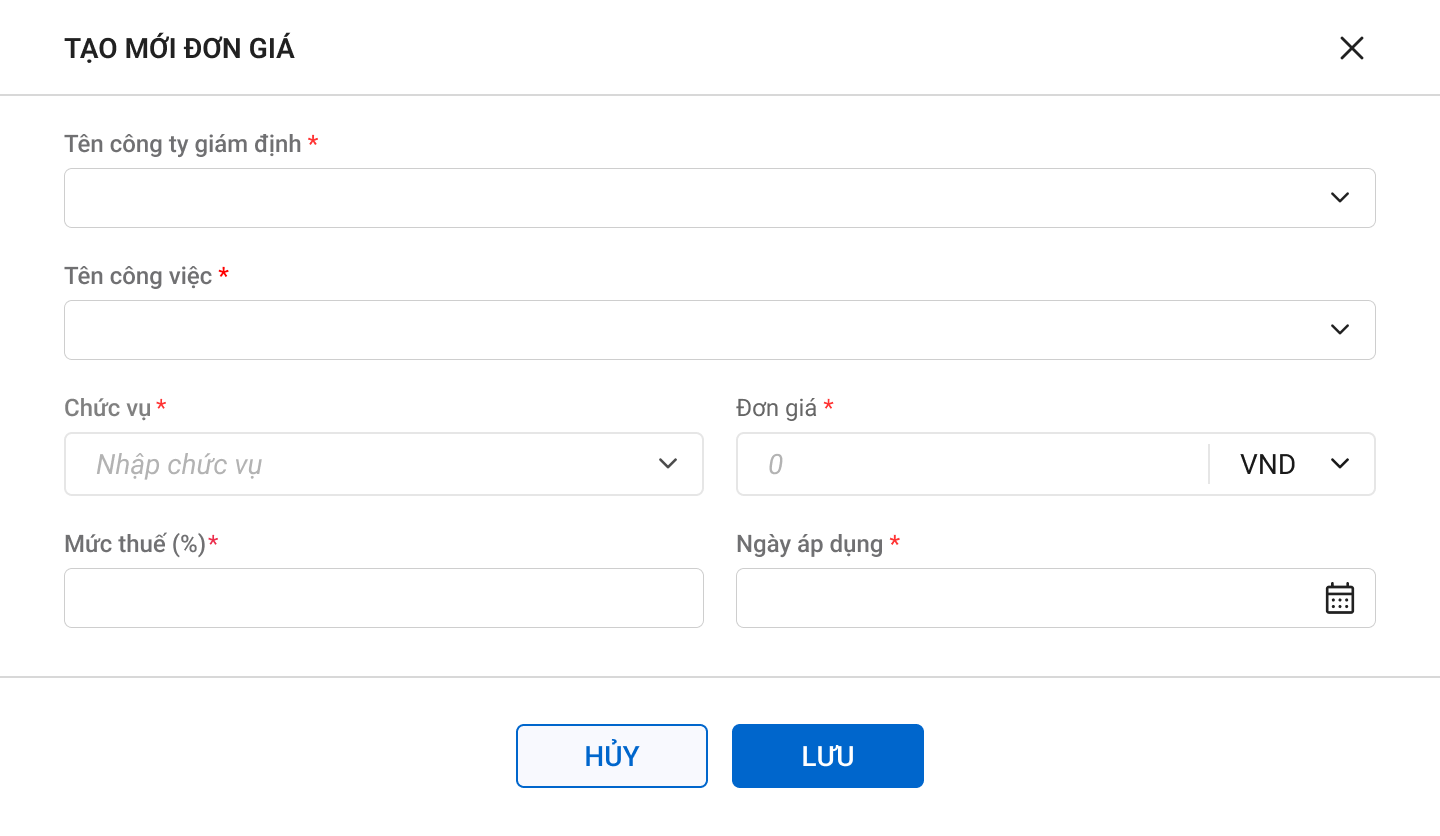 TẠO MỚI ĐƠN GIÁ
Tên công ty giám định *
Tên công việc *
Chức vụ *
Đơn giá *
Nhập chức vụ
0
VND
Mức thuế (%)*
Ngày áp dụng *
HỦY
LƯU